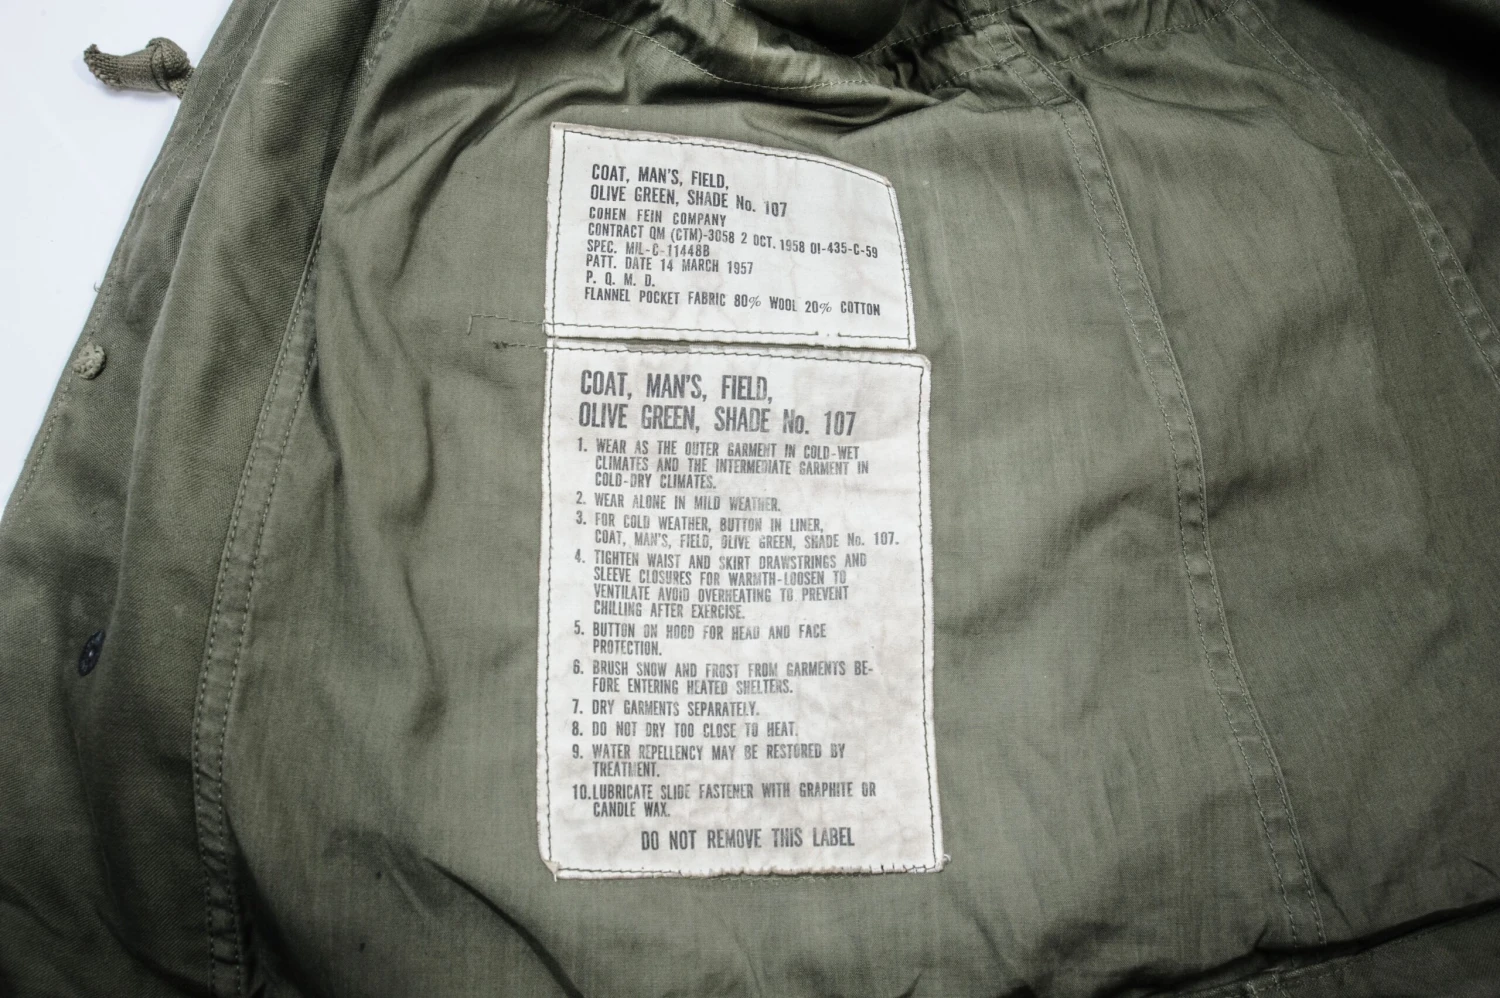 COAT, MAN'S, FIELD,
OLIVE GREEN, SHADE No. 107
COHEN FEIN COMPANY
CONTRACT QM (CTM)-3058 2 OCT. 1958 OI-435-C-59
SPEC. MIL-C-11448B
PATT. DATE 14 MARCH 1957
P. Q. M. D.
FLANNEL POCKET FABRIC 80% WOOL 20% COTTON
COAT, MAN'S, FIELD,
OLIVE GREEN, SHADE No. 107
1. WEAR AS THE OUTER GARMENT IN COLD-WET
CLIMATES AND THE INTERMEDIATE GARMENT IN
COLD-DRY CLIMATES.
2. WEAR ALONE IN MILD WEATHER.
3. FOR COLD WEATHER, BUTTON IN LINER,
COAT, MAN'S, FIELD, OLIVE GREEN, SHADE No. 107.
4. TIGHTEN WAIST AND SKIRT DRAWSTRINGS AND
SLEEVE CLOSURES FOR WARMTH-LOOSEN TO
VENTILATE AVOID OVERHEATING TO PREVENT
CHILLING AFTER EXERCISE.
5. BUTTON ON HOOD FOR HEAD AND FACE
PROTECTION.
6. BRUSH SNOW AND FROST FROM GARMENTS BE-
FORE ENTERING HEATED SHELTERS.
7. DRY GARMENTS SEPARATELY.
8. DO NOT DRY TOO CLOSE TO HEAT.
9. WATER REPELLENCY MAY BE RESTORED BY
TREATMENT.
10. LUBRICATE SLIDE FASTENER WITH GRAPHITE OR
CANDLE WAX.
DO NOT REMOVE THIS LABEL